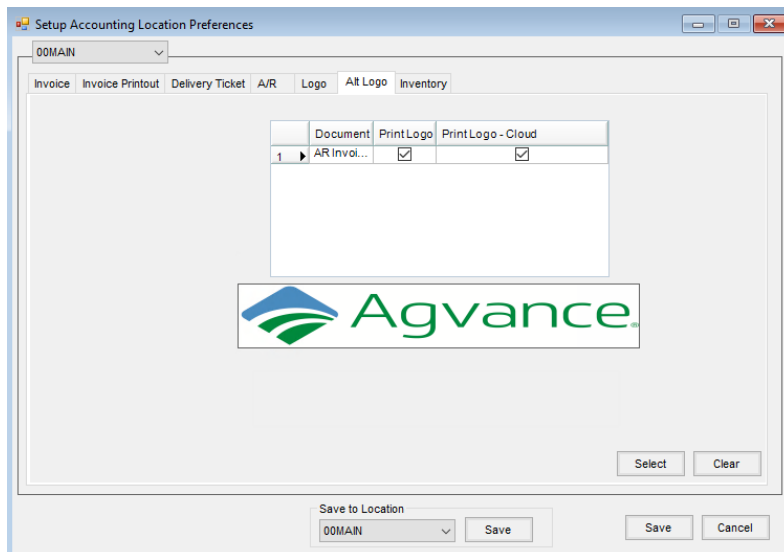 Setup Accounting Location Preferences
00MAIN
Invoice Invoice Printout Delivery Ticket A/R Logo Alt Logo Inventory
Document Print Logo Print Logo - Cloud
1 AR Invoi...
Agvance
Select Clear
Save to Location
00MAIN Save Save Cancel